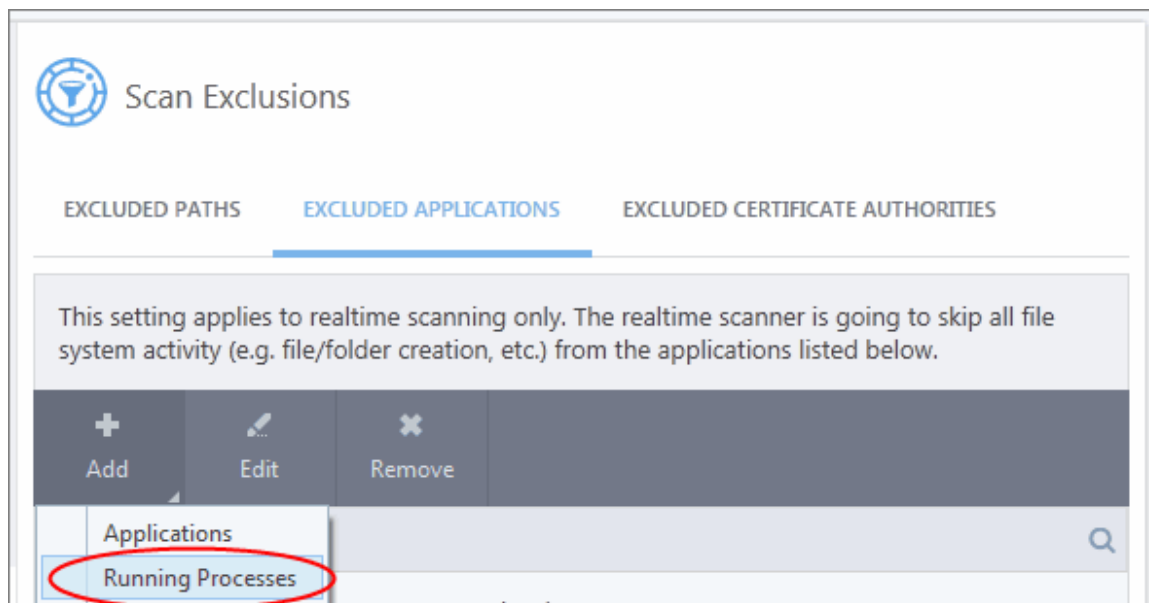 Scan Exclusions
EXCLUDED PATHS EXCLUDED APPLICATIONS EXCLUDED CERTIFICATE AUTHORITIES
This setting applies to realtime scanning only. The realtime scanner is going to skip all file
system activity (e.g. file/folder creation, etc.) from the applications listed below.
Add Edit Remove
Applications
Running Processes